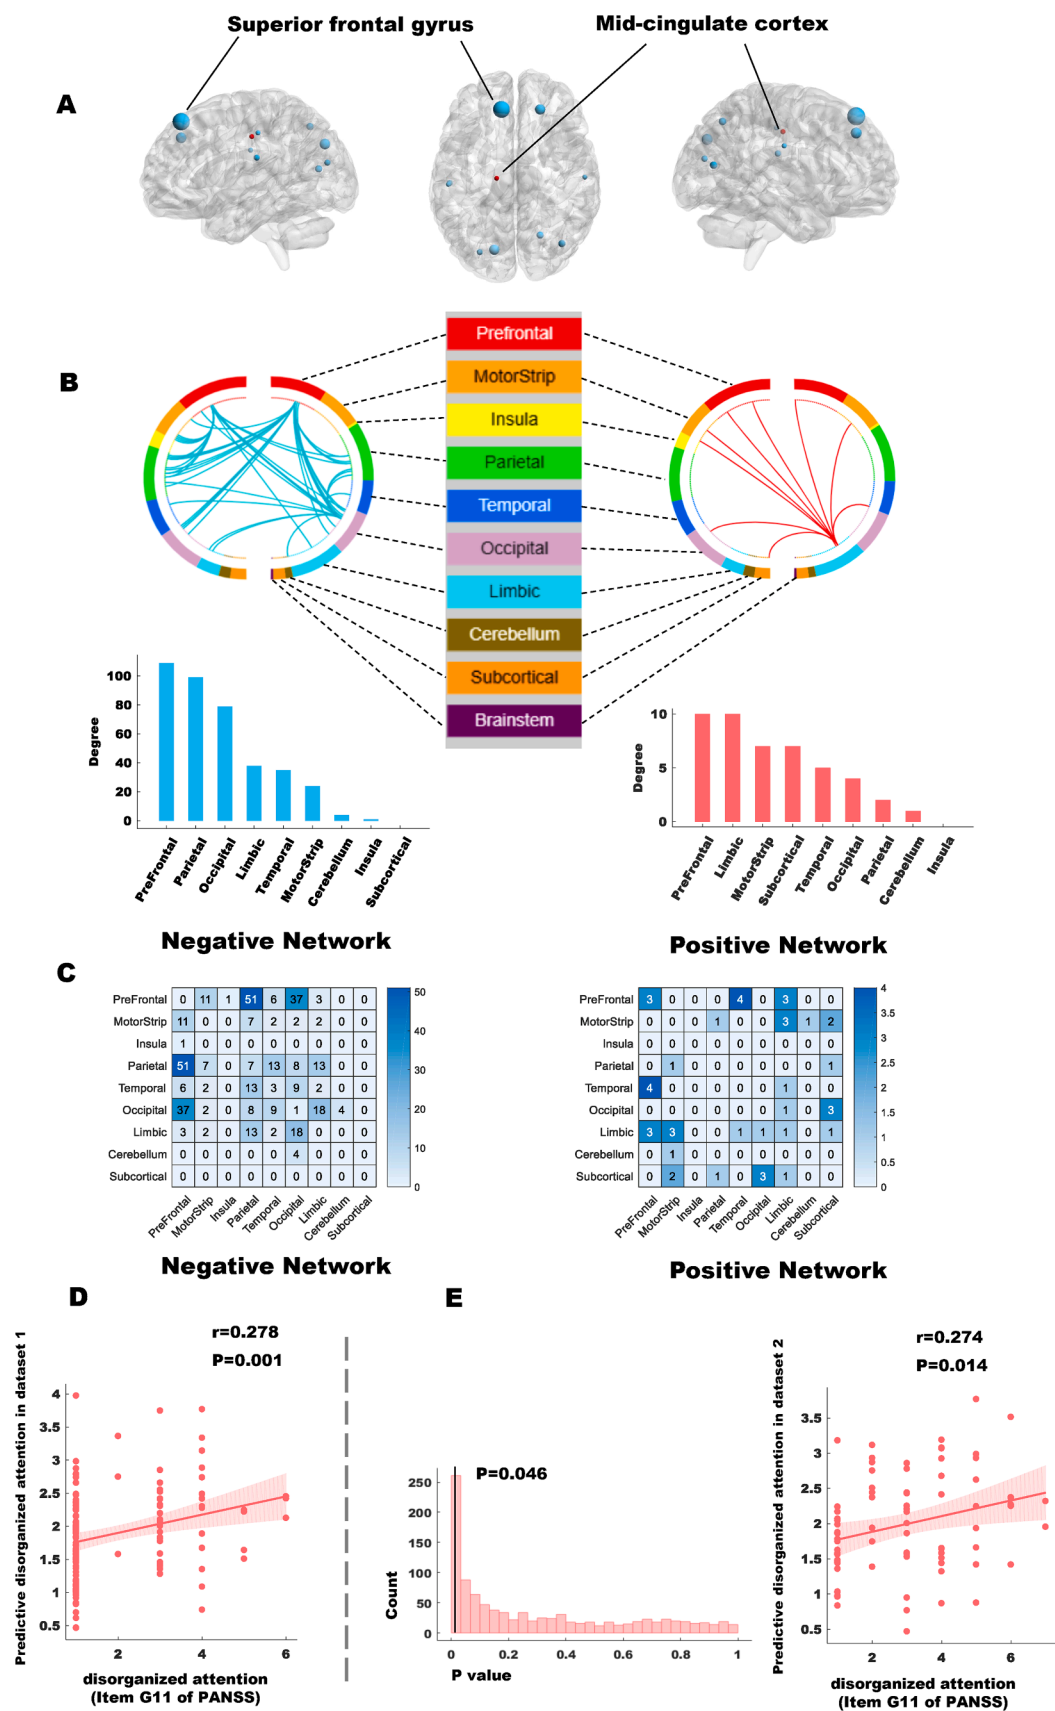 Superior frontal gyrus
Mid-cingulate cortex
A
B
Prefrontal
MotorStrip
Insula
Parietal
Temporal
Occipital
Limbic
Cerebellum
Subcortical
Brainstem
Degree
100
80
60
40
20
0
PreFrontal
Parietal
Occipital
Limbic
Temporal
MotorStrip
Cerebellum
Insula
Subcortical
Negative Network
Degree
10
5
0
PreFrontal
Limbic
MotorStrip
Subcortical
Temporal
Occipital
Parietal
Cerebellum
Insula
Positive Network
C
PreFrontal 0 11 1 51 6 37 3 0 0
MotorStrip 11 0 0 7 2 2 2 0 0
Insula 1 0 0 0 0 0 0 0 0
Parietal 51 7 0 7 13 8 13 0 0
Temporal 6 2 0 13 3 9 2 0 0
Occipital 37 2 0 8 9 1 18 4 0
Limbic 3 2 0 13 2 18 0 0 0
Cerebellum 0 0 0 0 0 4 0 0 0
Subcortical 0 0 0 0 0 0 0 0 0
PreFrontal
MotorStrip
Insula
Parietal
Temporal
Occipital
Limbic
Cerebellum
Subcortical
50
40
30
20
10
0
Negative Network
PreFrontal 3 0 0 0 4 0 3 0 0
MotorStrip 0 0 0 1 0 0 3 1 2
Insula 0 0 0 0 0 0 0 0 0
Parietal 0 1 0 0 0 0 0 0 1
Temporal 4 0 0 0 0 0 1 0 0
Occipital 0 0 0 0 0 0 1 0 3
Limbic 3 3 0 0 1 1 1 0 1
Cerebellum 0 1 0 0 0 0 0 0 0
Subcortical 0 2 0 1 0 3 1 0 0
PreFrontal
MotorStrip
Insula
Parietal
Temporal
Occipital
Limbic
Cerebellum
Subcortical
4
3.5
3
2.5
2
1.5
1
0.5
0
Positive Network
D
r=0.278
P=0.001
Predictive disorganized attention in dataset 1
4
3.5
3
2.5
2
1.5
1
0.5
2
4
6
disorganized attention
(Item G11 of PANSS)
E
P=0.046
Count
250
200
150
100
50
0
0
0.2
0.4
0.6
0.8
1
P value
r=0.274
P=0.014
Predictive disorganized attention in dataset 2
3.5
3
2.5
2
1.5
1
0.5
2
4
6
disorganized attention
(Item G11 of PANSS)